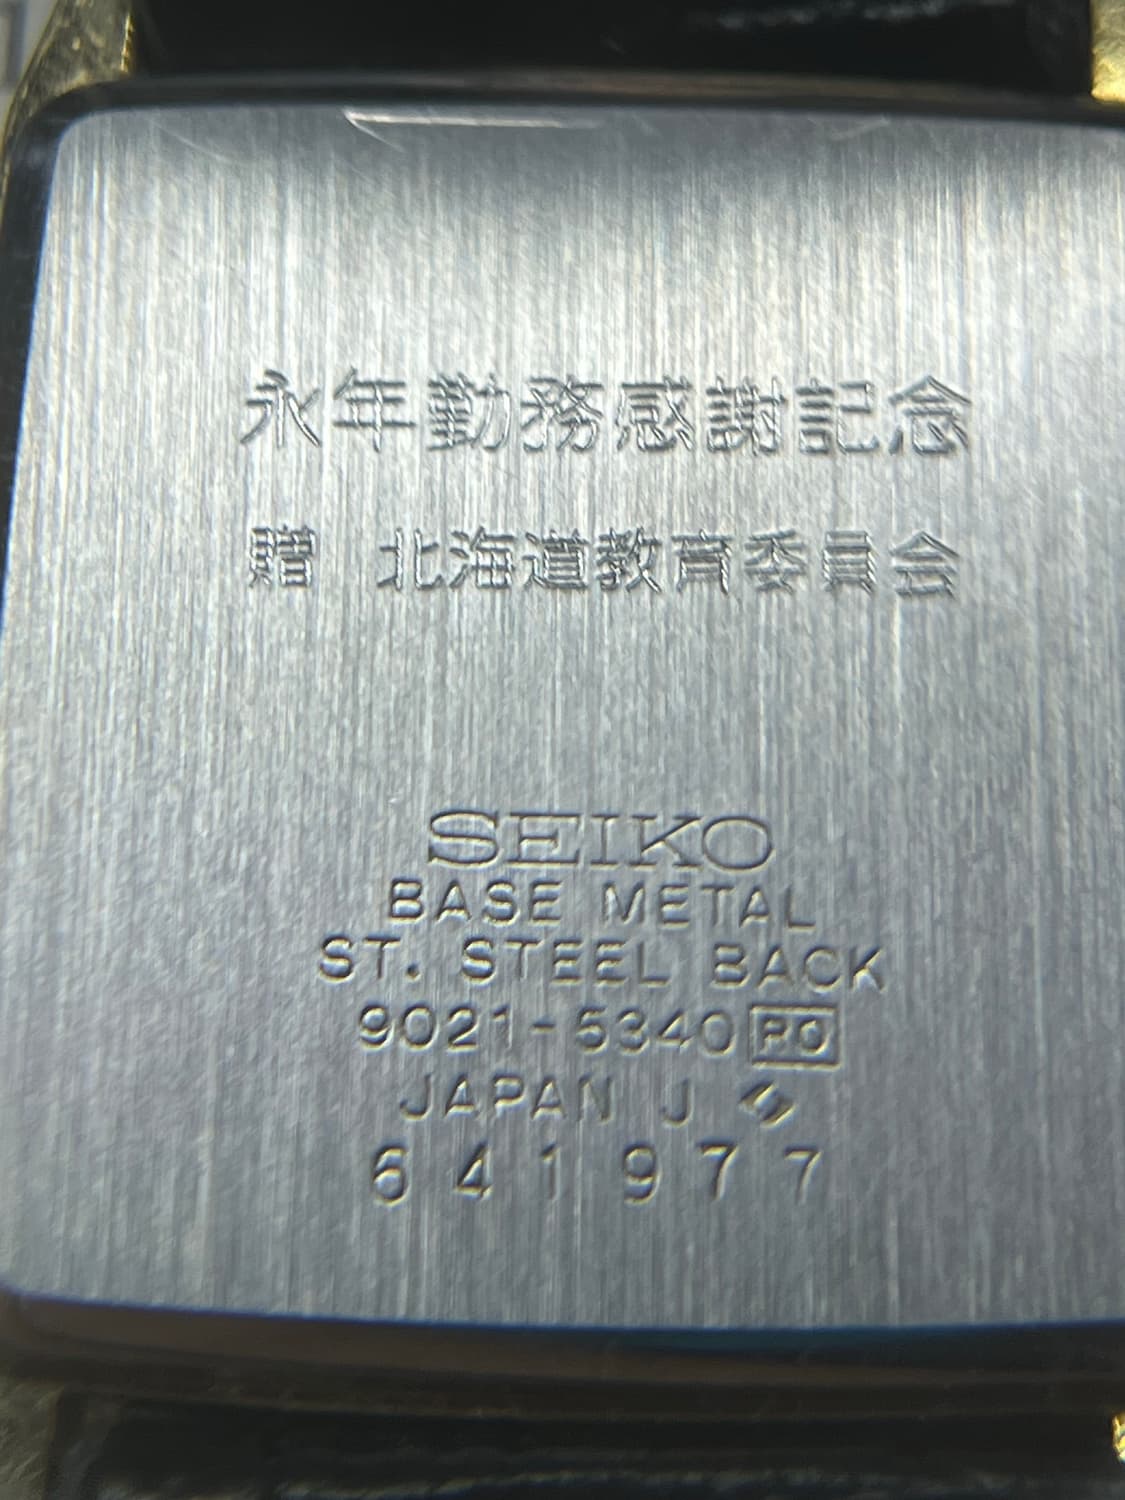 永年勤務感謝記念
贈 北海道教育委員会
SEIKO
BASE METAL
ST. STEEL BACK
9021-5340 RO
JAPAN J
641977